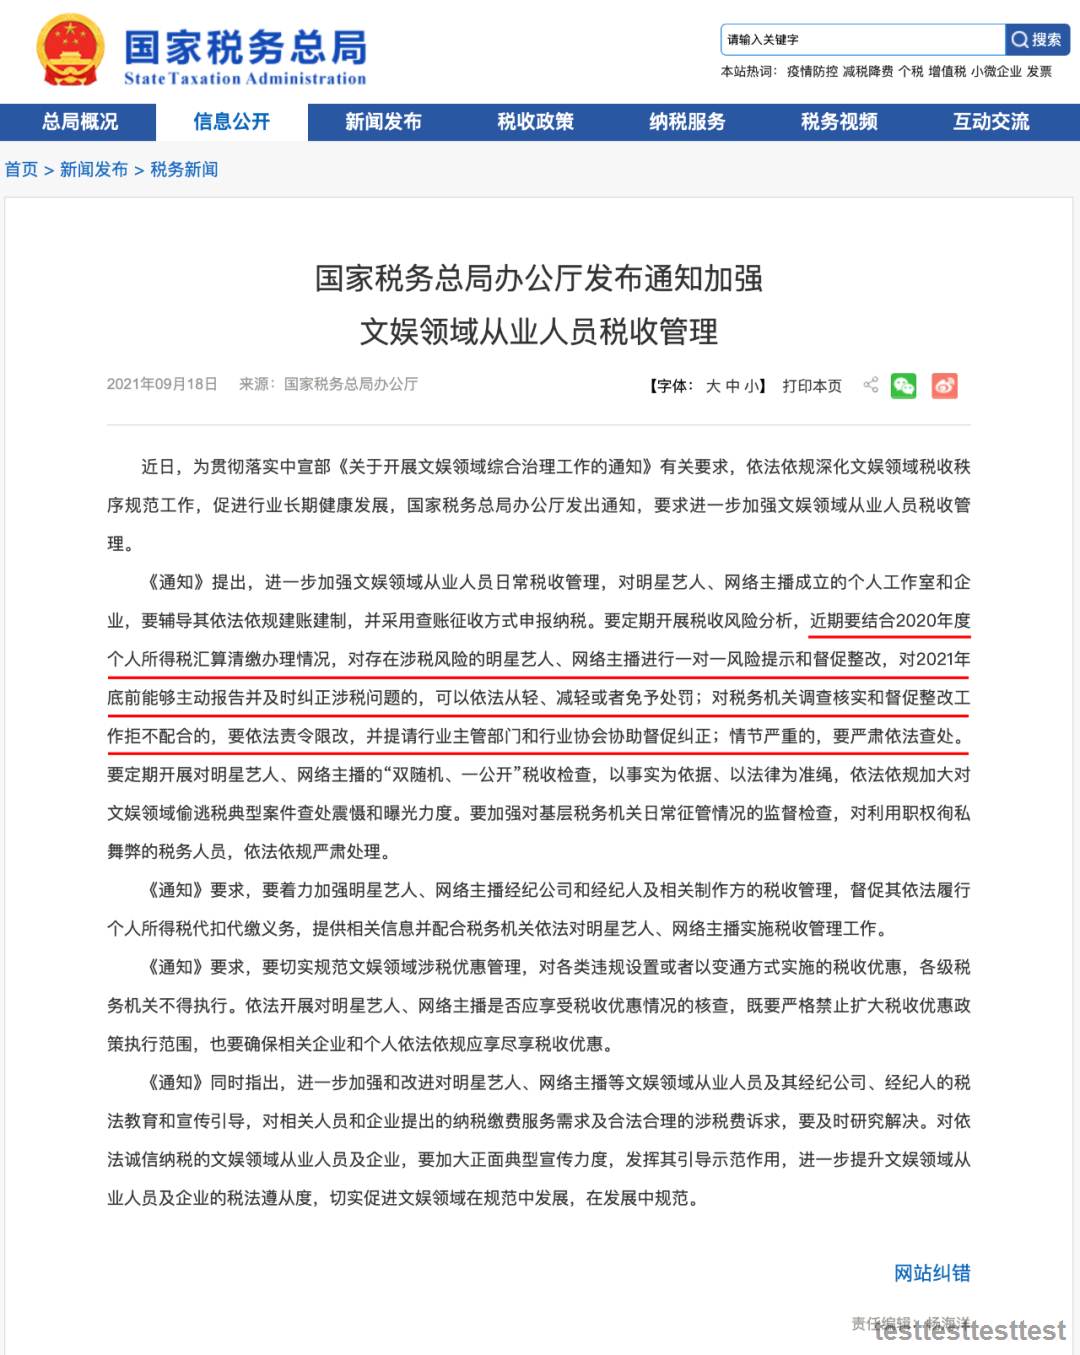 国家税务总局
State Taxation Administration
请输入关键字
搜索
本站热词： 疫情防控 减税降费 个税 增值税 小微企业 发票
总局概况 信息公开 新闻发布 税收政策 纳税服务 税务视频 互动交流
首页 > 新闻发布 > 税务新闻
国家税务总局办公厅发布通知加强
文娱领域从业人员税收管理
2021年09月18日 来源：国家税务总局办公厅 【字体： 大 中 小】 打印本页
近日，为贯彻落实中宣部《关于开展文娱领域综合治理工作的通知》有关要求，依法依规深化文娱领域税收秩
序规范工作，促进行业长期健康发展，国家税务总局办公厅发出通知，要求进一步加强文娱领域从业人员税收管
理。
《通知》提出，进一步加强文娱领域从业人员日常税收管理，对明星艺人、网络主播成立的个人工作室和企
业，要辅导其依法依规建账建制，并采用查账征收方式申报纳税。要定期开展税收风险分析，近期要结合2020年度
个人所得税汇算清缴办理情况，对存在涉税风险的明星艺人、网络主播进行一对一风险提示和督促整改，对2021年
底前能够主动报告并及时纠正涉税问题的，可以依法从轻、减轻或者免予处罚；对税务机关调查核实和督促整改工
作拒不配合的，要依法责令限改，并提请行业主管部门和行业协会协助督促纠正；情节严重的，要严肃依法查处。
要定期开展对明星艺人、网络主播的“双随机、一公开”税收检查，以事实为依据、以法律为准绳，依法依规加大对
文娱领域偷逃税典型案件查处震慑和曝光力度。要加强对基层税务机关日常征管情况的监督检查，对利用职权徇私
舞弊的税务人员，依法依规严肃处理。
《通知》要求，要着力加强明星艺人、网络主播经纪公司和经纪人及相关制作方的税收管理，督促其依法履行
个人所得税代扣代缴义务，提供相关信息并配合税务机关依法对明星艺人、网络主播实施税收管理工作。
《通知》要求，要切实规范文娱领域涉税优惠管理，对各类违规设置或者以变通方式实施的税收优惠，各级税
务机关不得执行。依法开展对明星艺人、网络主播是否应享受税收优惠情况的核查，既要严格禁止扩大税收优惠政
策执行范围，也要确保相关企业和个人依法依规应享尽享税收优惠。
《通知》同时指出，进一步加强和改进对明星艺人、网络主播等文娱领域从业人员及其经纪公司、经纪人的税
法教育和宣传引导，对相关人员和企业提出的纳税缴费服务需求及合法合理的涉税费诉求，要及时研究解决。对依
法诚信纳税的文娱领域从业人员及企业，要加大正面典型宣传力度，发挥其引导示范作用，进一步提升文娱领域从
业人员及企业的税法遵从度，切实促进文娱领域在规范中发展，在发展中规范。
网站纠错
责任编辑：杨海洋
testtesttesttest